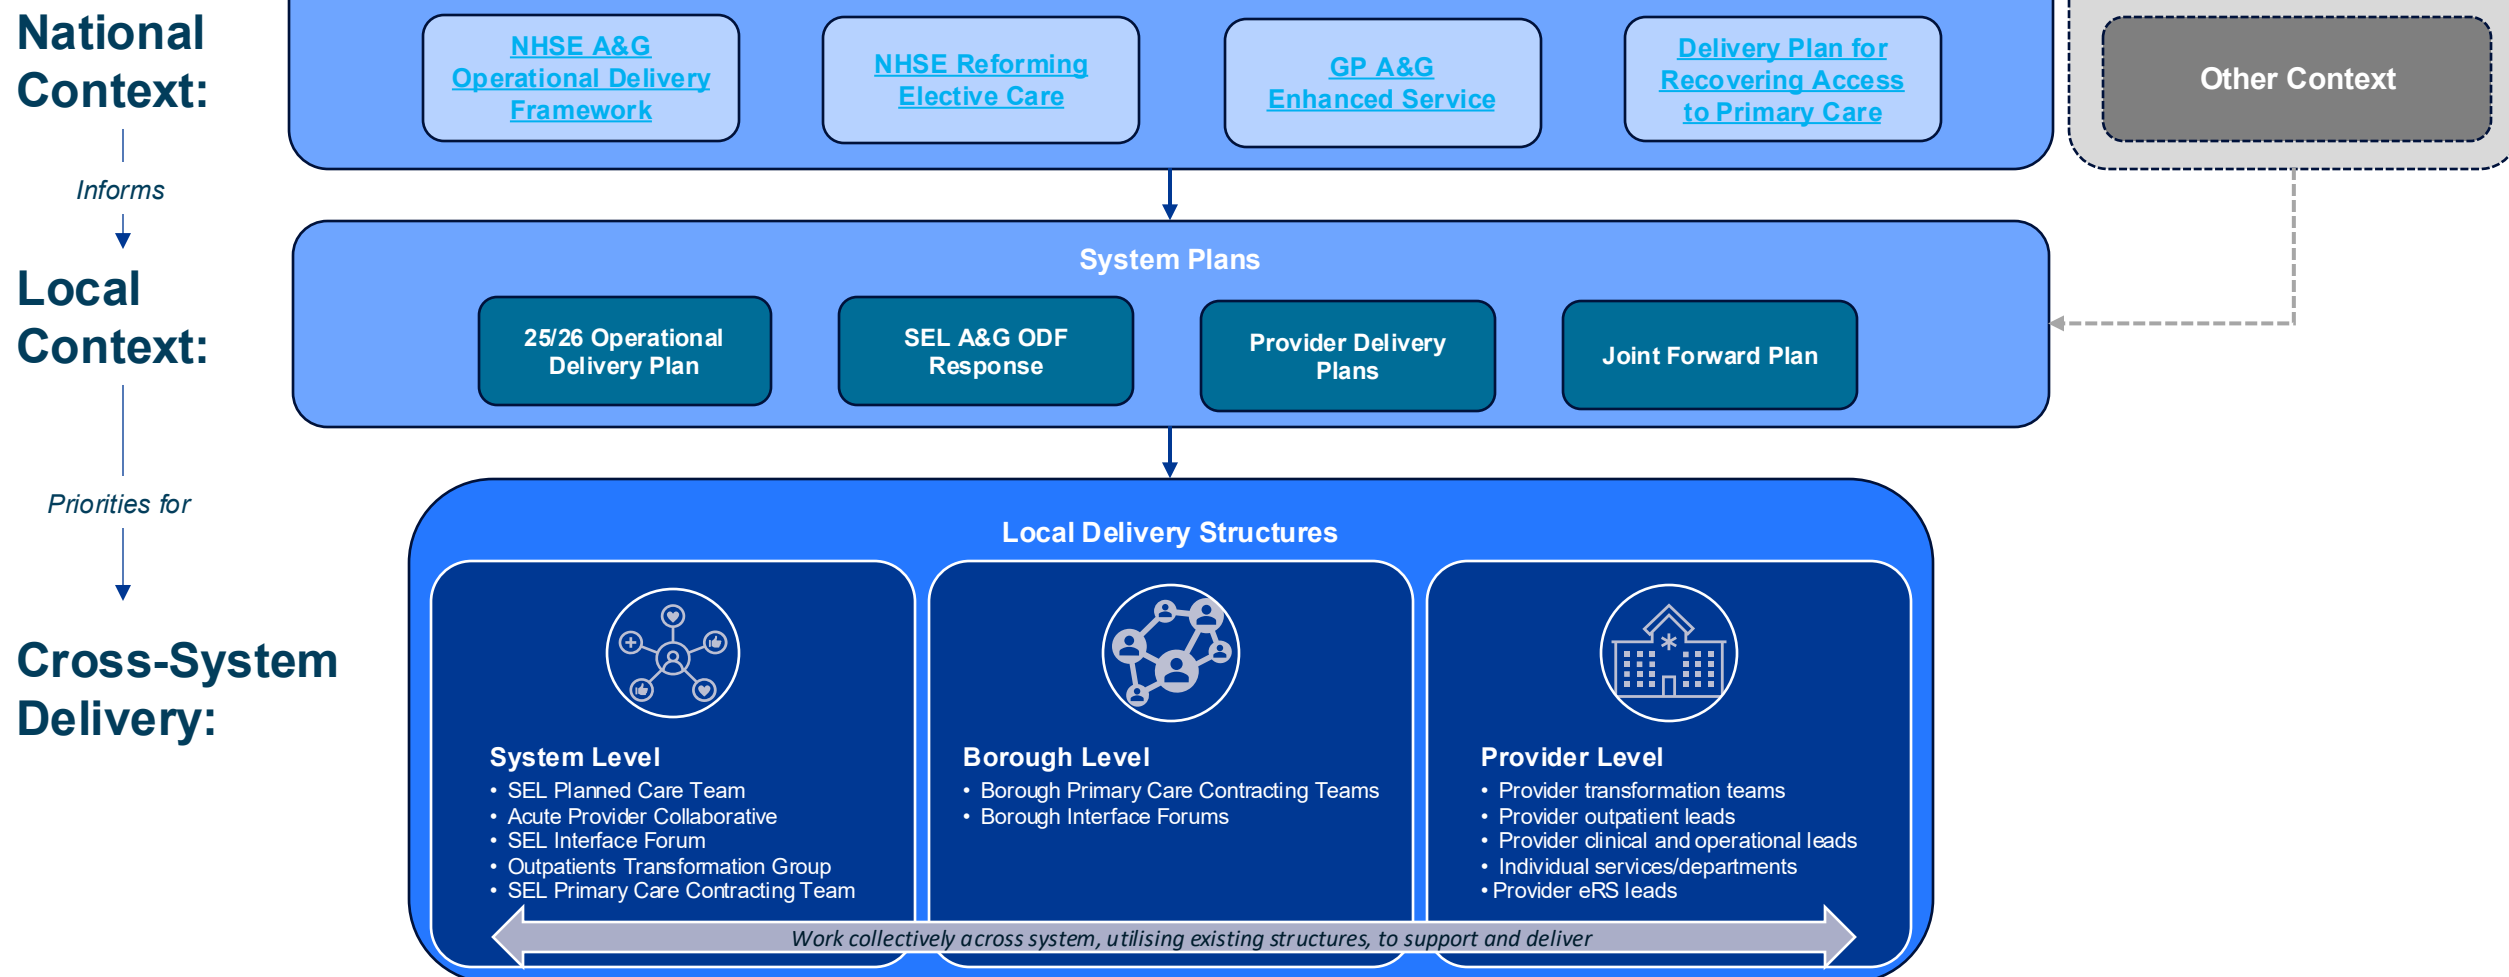 National
Context:
NHSE A&G
Operational Delivery
Framework
NHSE Reforming
Elective Care
GP A&G
Enhanced Service
Delivery Plan for
Recovering Access
to Primary Care
Other Context
Informs
Local
Context:
System Plans
25/26 Operational
Delivery Plan
SEL A&G ODF
Response
Provider Delivery
Plans
Joint Forward Plan
Priorities for
Cross-System
Delivery:
Local Delivery Structures
System Level
• SEL Planned Care Team
• Acute Provider Collaborative
• SEL Interface Forum
• Outpatients Transformation Group
• SEL Primary Care Contracting Team
Borough Level
• Borough Primary Care Contracting Teams
• Borough Interface Forums
Provider Level
• Provider transformation teams
• Provider outpatient leads
• Provider clinical and operational leads
• Individual services/departments
• Provider eRS leads
Work collectively across system, utilising existing structures, to support and deliver